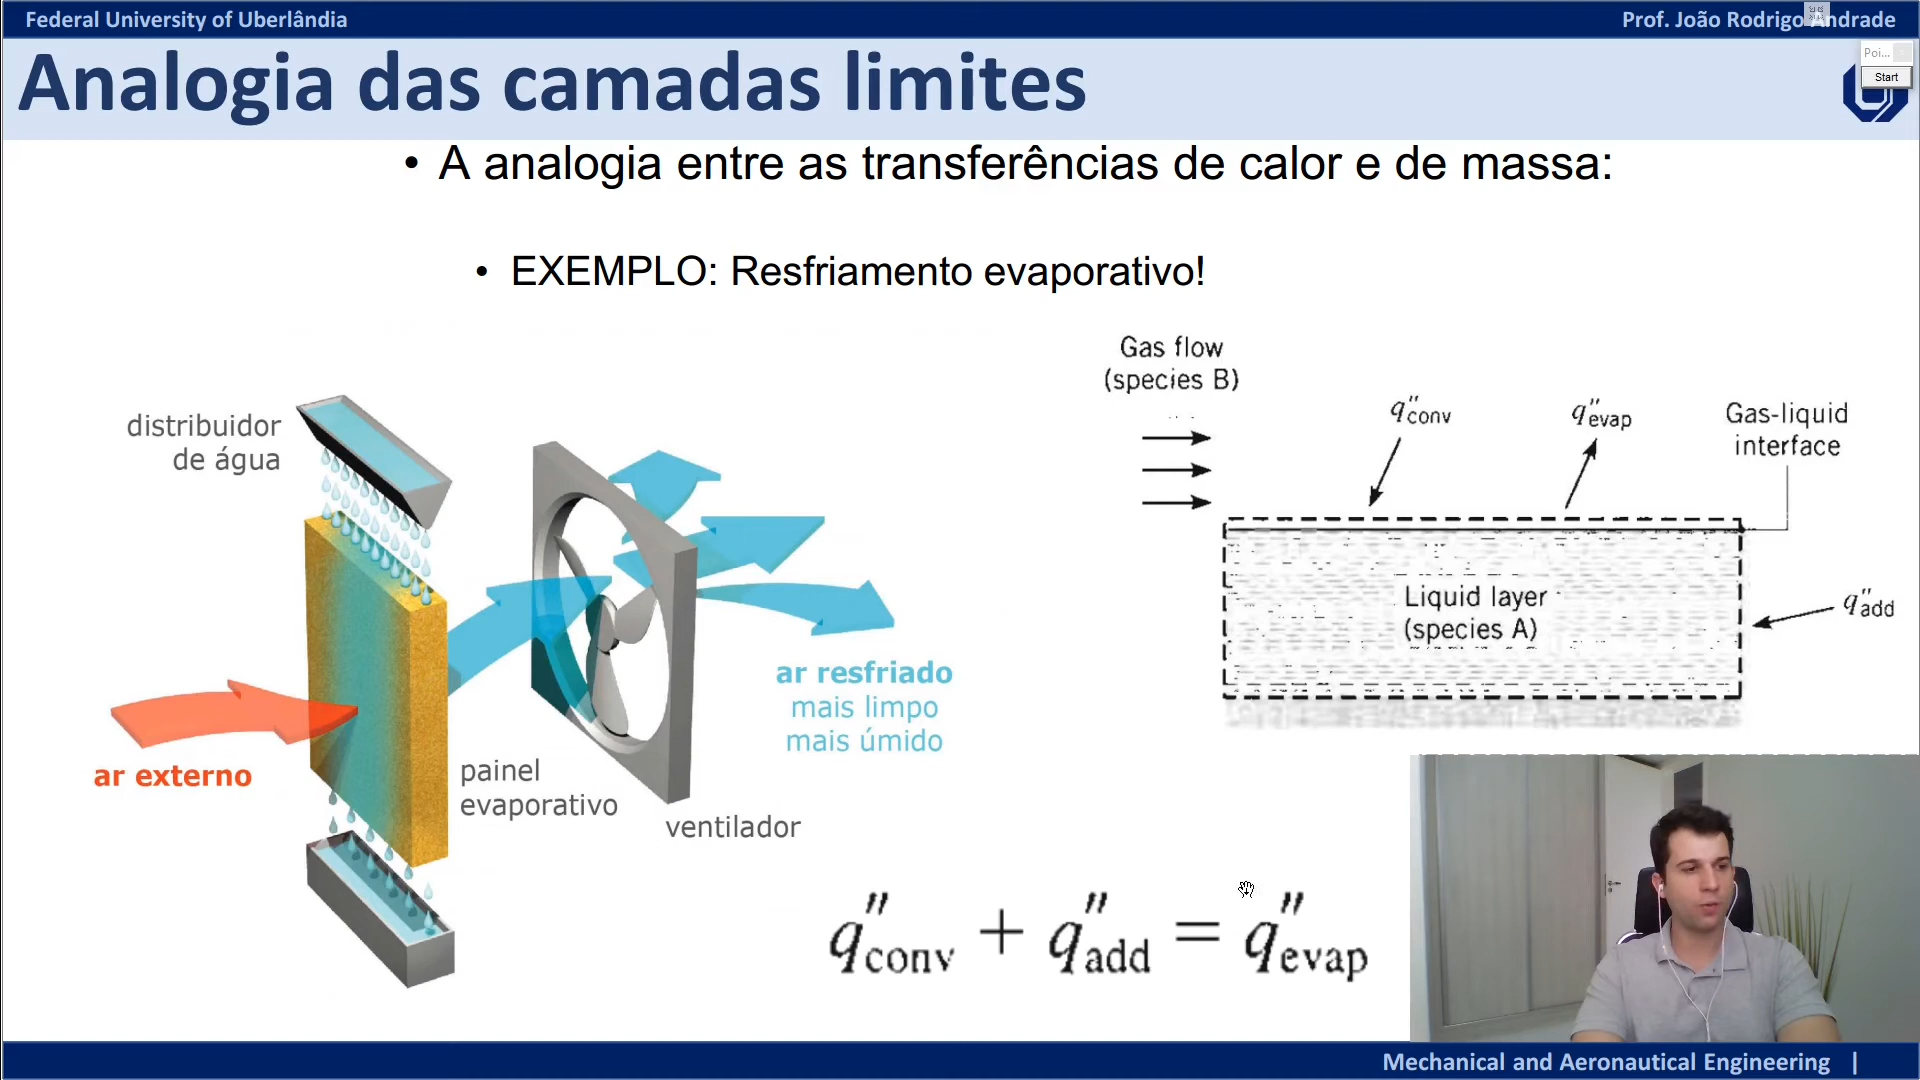 Federal University of Uberlândia
Prof. João Rodrigo Andrade
Analogia das camadas limites
Poi...
Start
• A analogia entre as transferências de calor e de massa:
• EXEMPLO: Resfriamento evaporativo!
distribuidor
de água
ar externo
painel
evaporativo
ventilador
ar resfriado
mais limpo
mais úmido
Gas flow
(species B)
q″conv
q″evap
Gas-liquid
interface
Liquid layer
(species A)
q″add
q″conv + q″add = q″evap
Mechanical and Aeronautical Engineering |